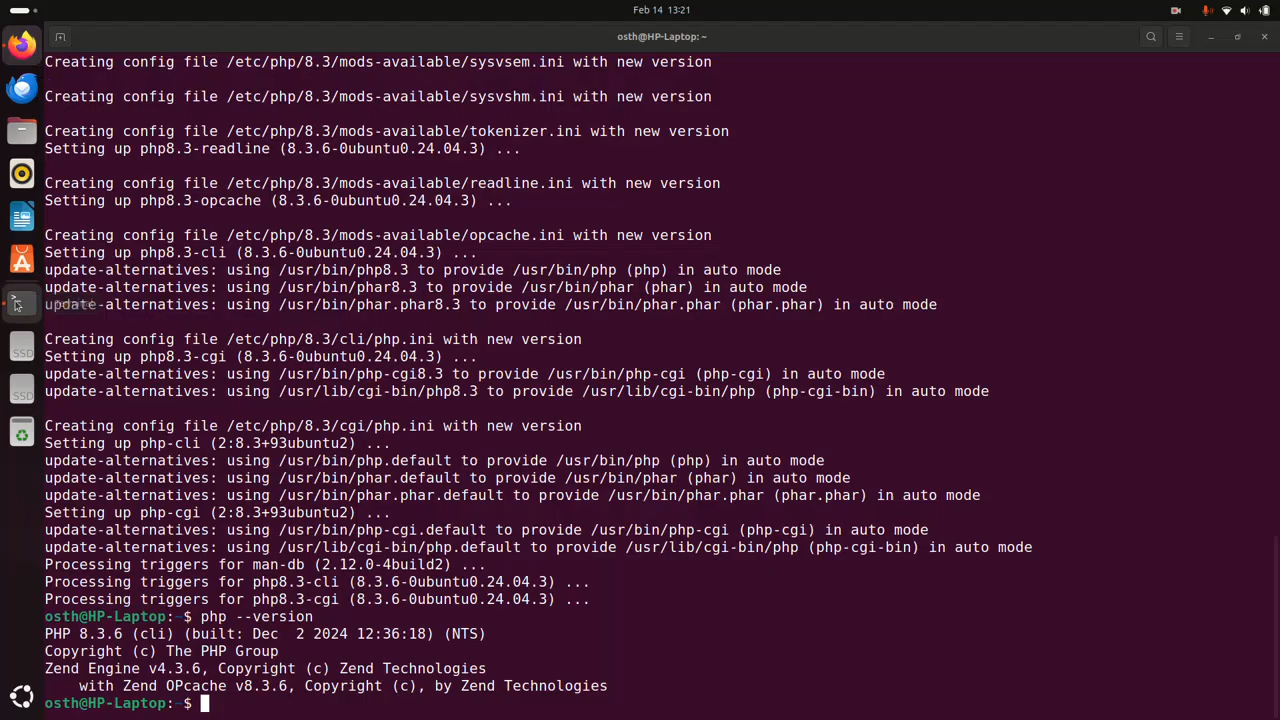 Feb 14 13:21
osth@HP-Laptop: ~
Creating config file /etc/php/8.3/mods-available/sysvsem.ini with new version
Creating config file /etc/php/8.3/mods-available/sysvshm.ini with new version
Creating config file /etc/php/8.3/mods-available/tokenizer.ini with new version
Setting up php8.3-readline (8.3.6-0ubuntu0.24.04.3) ...
Creating config file /etc/php/8.3/mods-available/readline.ini with new version
Setting up php8.3-opcache (8.3.6-0ubuntu0.24.04.3) ...
Creating config file /etc/php/8.3/mods-available/opcache.ini with new version
Setting up php8.3-cli (8.3.6-0ubuntu0.24.04.3) ...
update-alternatives: using /usr/bin/php8.3 to provide /usr/bin/php (php) in auto mode
update-alternatives: using /usr/bin/phar8.3 to provide /usr/bin/phar (phar) in auto mode
update-alternatives: using /usr/bin/phar.phar8.3 to provide /usr/bin/phar.phar (phar.phar) in auto mode
Creating config file /etc/php/8.3/cli/php.ini with new version
Setting up php8.3-cgi (8.3.6-0ubuntu0.24.04.3) ...
update-alternatives: using /usr/bin/php-cgi8.3 to provide /usr/bin/php-cgi (php-cgi) in auto mode
update-alternatives: using /usr/lib/cgi-bin/php8.3 to provide /usr/lib/cgi-bin/php (php-cgi-bin) in auto mode
Creating config file /etc/php/8.3/cgi/php.ini with new version
Setting up php-cli (2:8.3+93ubuntu2) ...
update-alternatives: using /usr/bin/php.default to provide /usr/bin/php (php) in auto mode
update-alternatives: using /usr/bin/phar.default to provide /usr/bin/phar (phar) in auto mode
update-alternatives: using /usr/bin/phar.phar.default to provide /usr/bin/phar.phar (phar.phar) in auto mode
Setting up php-cgi (2:8.3+93ubuntu2) ...
update-alternatives: using /usr/bin/php-cgi.default to provide /usr/bin/php-cgi (php-cgi) in auto mode
update-alternatives: using /usr/lib/cgi-bin/php.default to provide /usr/lib/cgi-bin/php (php-cgi-bin) in auto mode
Processing triggers for man-db (2.12.0-4build2) ...
Processing triggers for php8.3-cli (8.3.6-0ubuntu0.24.04.3) ...
Processing triggers for php8.3-cgi (8.3.6-0ubuntu0.24.04.3) ...
osth@HP-Laptop:~$ php --version
PHP 8.3.6 (cli) (built: Dec  2 2024 12:36:18) (NTS)
Copyright (c) The PHP Group
Zend Engine v4.3.6, Copyright (c) Zend Technologies
    with Zend OPcache v8.3.6, Copyright (c), by Zend Technologies
osth@HP-Laptop:~$
SSD
SSD